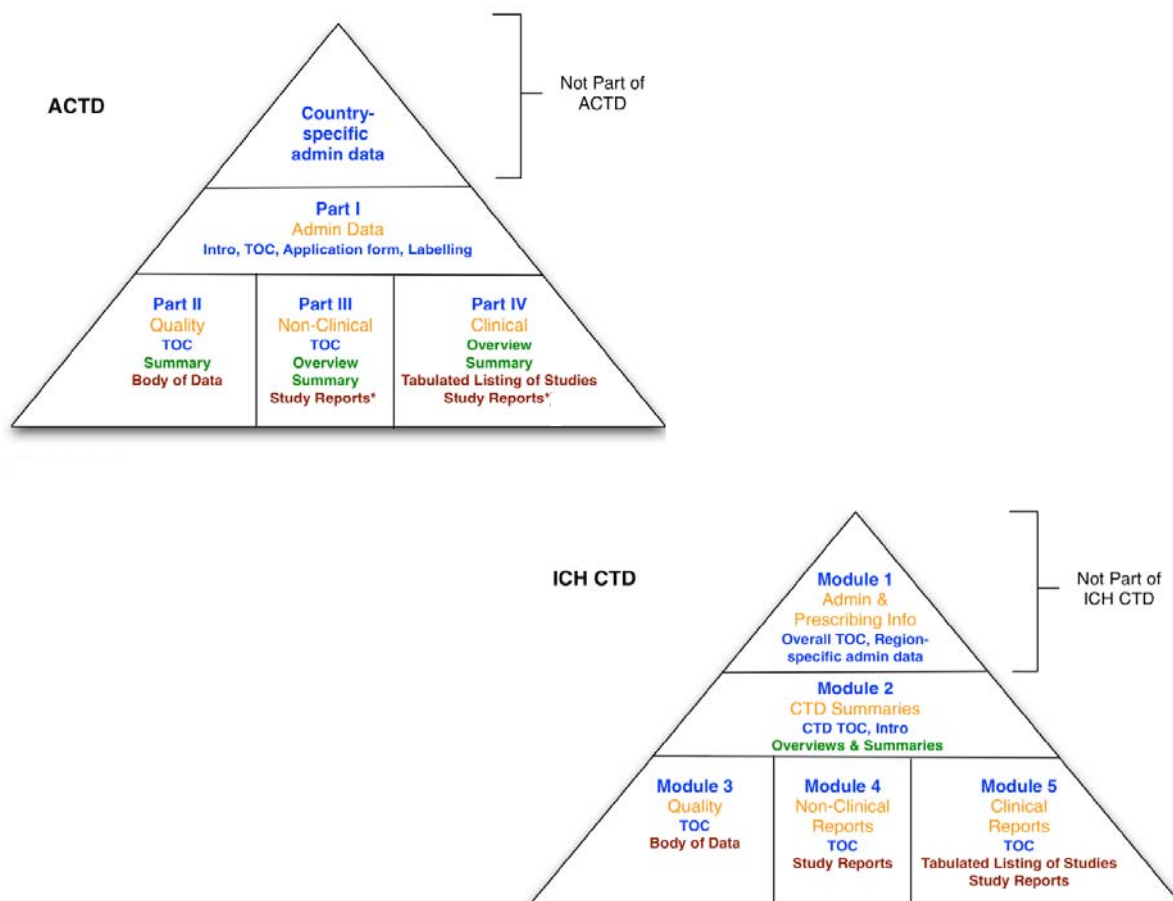 ACTD
Not Part of
ACTD
Country-
specific
admin data
Part I
Admin Data
Intro, TOC, Application form, Labelling
Part II
Quality
TOC
Summary
Body of Data
Part III
Non-Clinical
TOC
Overview
Summary
Study Reports*
Part IV
Clinical
Overview
Summary
Tabulated Listing of Studies
Study Reports*
ICH CTD
Not Part of
ICH CTD
Module 1
Admin &
Prescribing Info
Overall TOC, Region-
specific admin data
Module 2
CTD Summaries
CTD TOC, Intro
Overviews & Summaries
Module 3
Quality
TOC
Body of Data
Module 4
Non-Clinical
Reports
TOC
Study Reports
Module 5
Clinical
Reports
TOC
Tabulated Listing of Studies
Study Reports